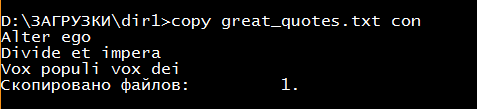 D:\ЗАГРУЗКИ\dir1>copy great_quotes.txt con
Alter ego
Divide et impera
Vox populi vox dei
Скопировано файлов:         1.